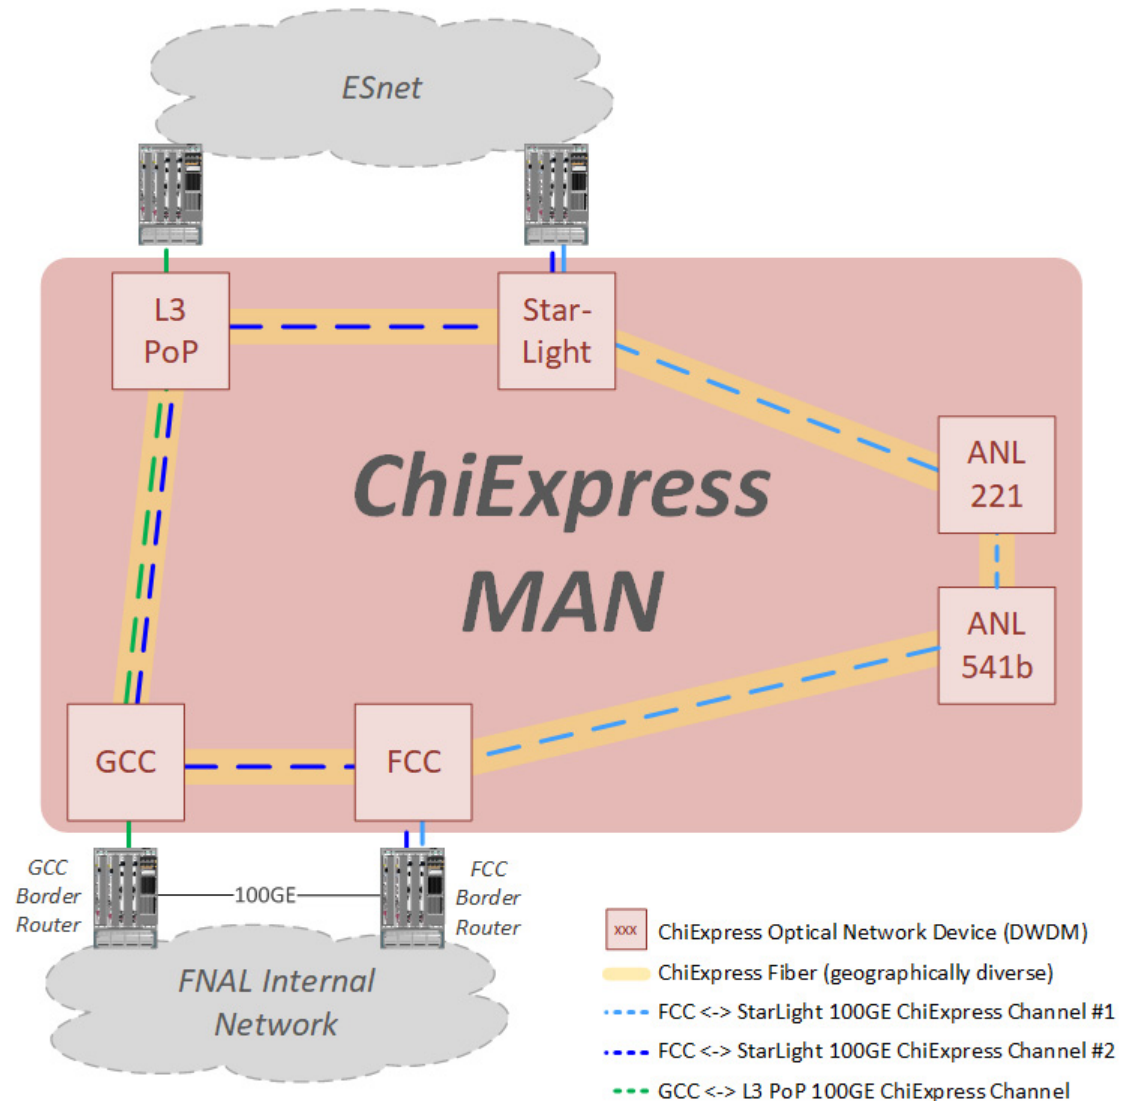 ESnet
L3
PoP
Star-
Light
ANL
221
ChiExpress
MAN
ANL
541b
GCC
FCC
GCC
Border
Router
100GE
FCC
Border
Router
FNAL Internal
Network
xxx ChiExpress Optical Network Device (DWDM)
ChiExpress Fiber (geographically diverse)
FCC <-> StarLight 100GE ChiExpress Channel #1
FCC <-> StarLight 100GE ChiExpress Channel #2
GCC <-> L3 PoP 100GE ChiExpress Channel